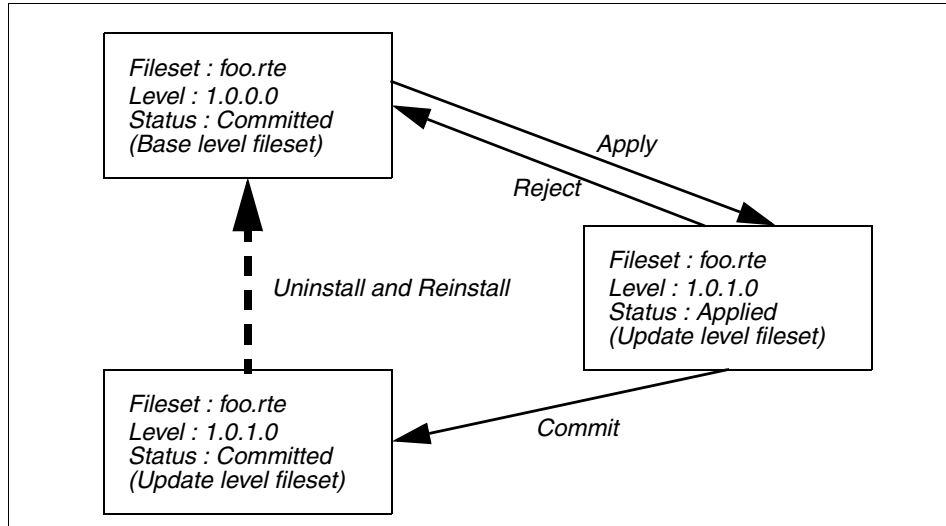 Fileset : foo.rte
Level : 1.0.0.0
Status : Committed
(Base level fileset)
Apply
Reject
Fileset : foo.rte
Level : 1.0.1.0
Status : Applied
(Update level fileset)
Uninstall and Reinstall
Fileset : foo.rte
Level : 1.0.1.0
Status : Committed
(Update level fileset)
Commit